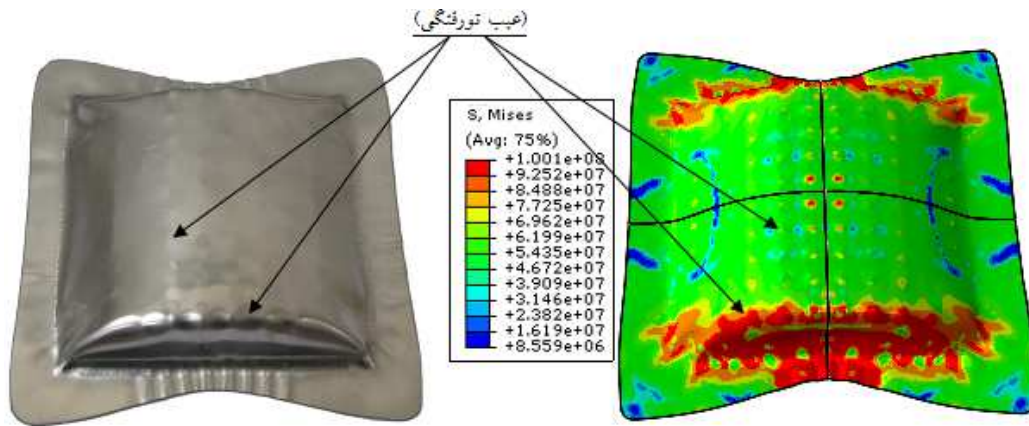 (عیب تورفتگی)
S, Mises
(Avg: 75%)
+1.001e+08
+9.252e+07
+8.488e+07
+7.725e+07
+6.962e+07
+6.199e+07
+5.435e+07
+4.672e+07
+3.909e+07
+3.146e+07
+2.382e+07
+1.619e+07
+8.559e+06